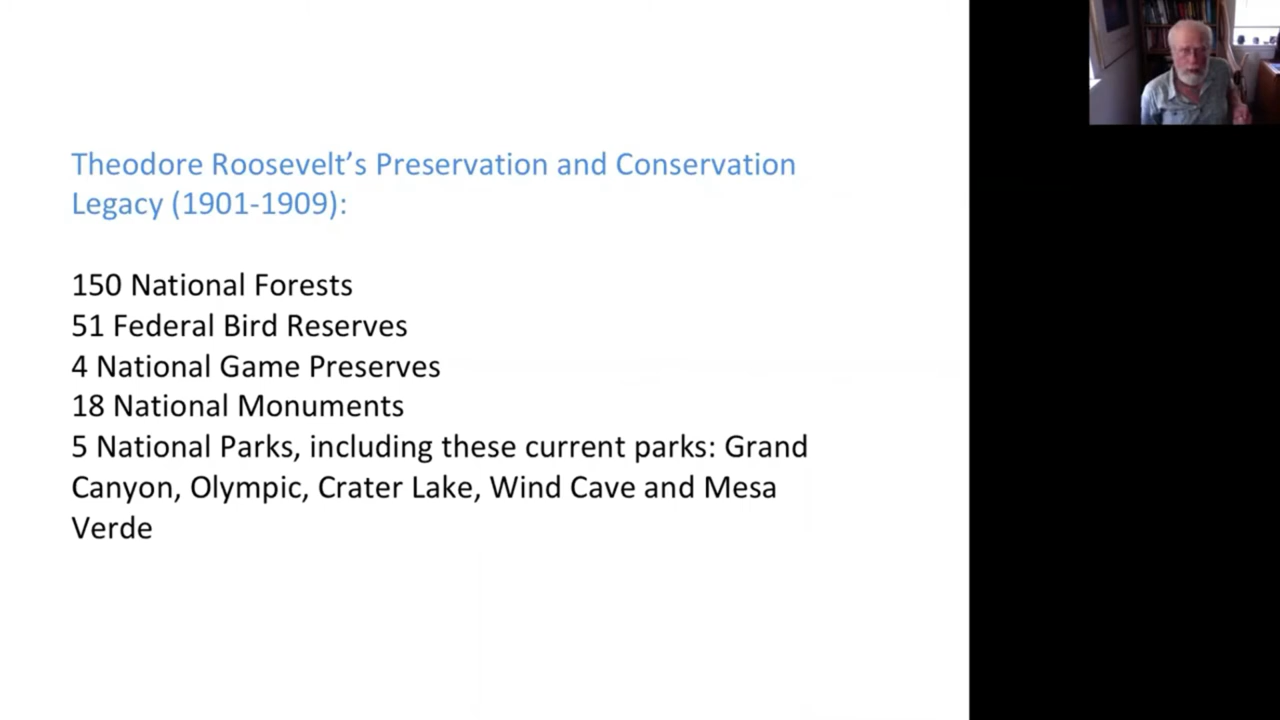 Theodore Roosevelt’s Preservation and Conservation
Legacy (1901-1909):
150 National Forests
51 Federal Bird Reserves
4 National Game Preserves
18 National Monuments
5 National Parks, including these current parks: Grand
Canyon, Olympic, Crater Lake, Wind Cave and Mesa
Verde